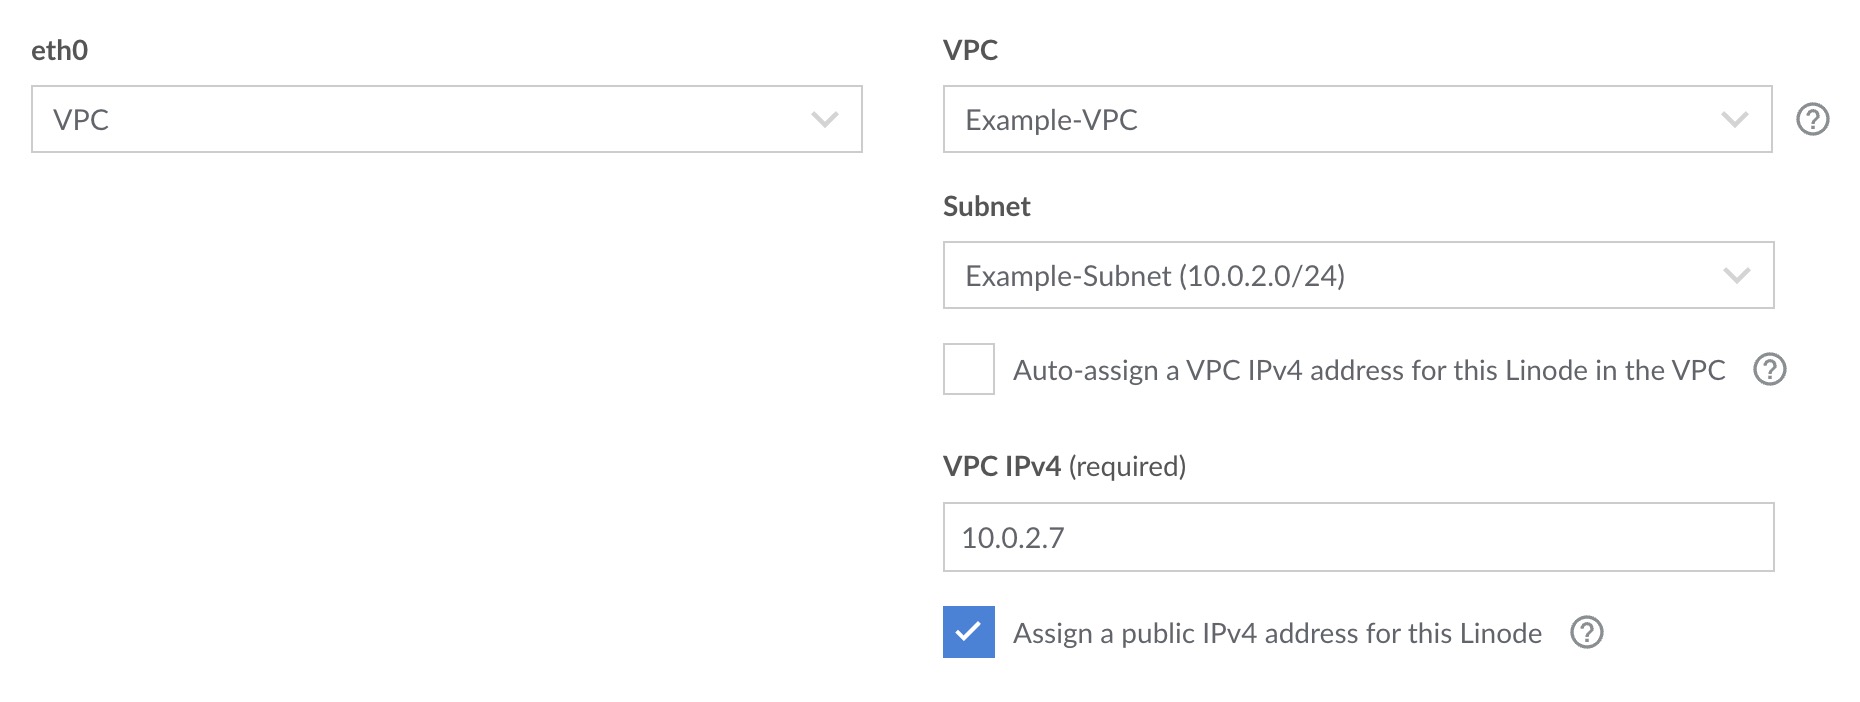 eth0
VPC
VPC
Example-VPC
Subnet
Example-Subnet (10.0.2.0/24)
Auto-assign a VPC IPv4 address for this Linode in the VPC
VPC IPv4 (required)
10.0.2.7
Assign a public IPv4 address for this Linode